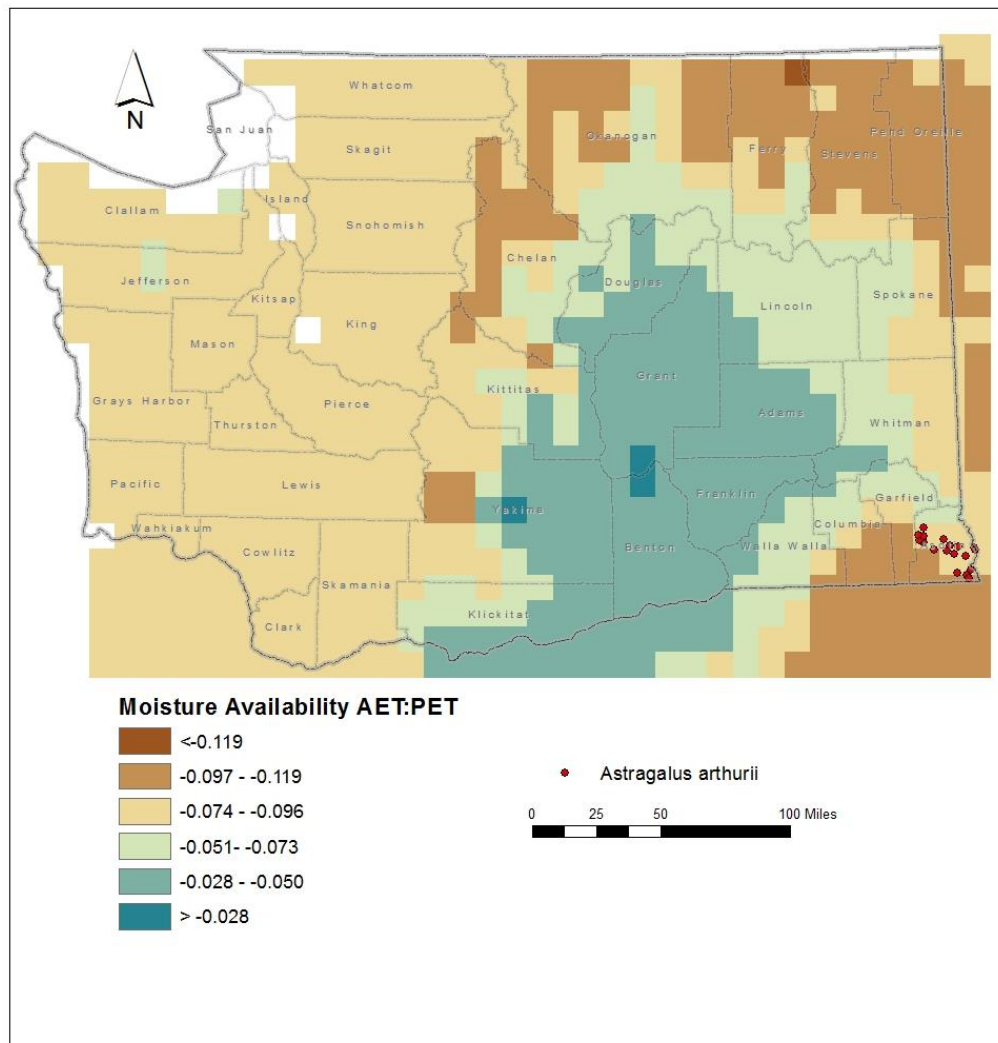 Whatcom
San Juan
Okanogan
Pend Oreille
Skagit
Ferry
Stevens
Island
Clallam
Snohomish
Chelan
Jefferson
Douglas
Kitsap
Lincoln
Spokane
King
Mason
Grant
Kittitas
Grays Harbor
Pierce
Adams
Thurston
Whitman
Pacific
Lewis
Franklin
Garfield
Yakima
Wahkiakum
Columbia
Cowlitz
Benton
Walla Walla
Skamania
Klickitat
Clark
N
Moisture Availability AET:PET
<-0.119
-0.097 - -0.119
-0.074 - -0.096
-0.051- -0.073
-0.028 - -0.050
> -0.028
Astragalus arthurii
0 25 50 100 Miles